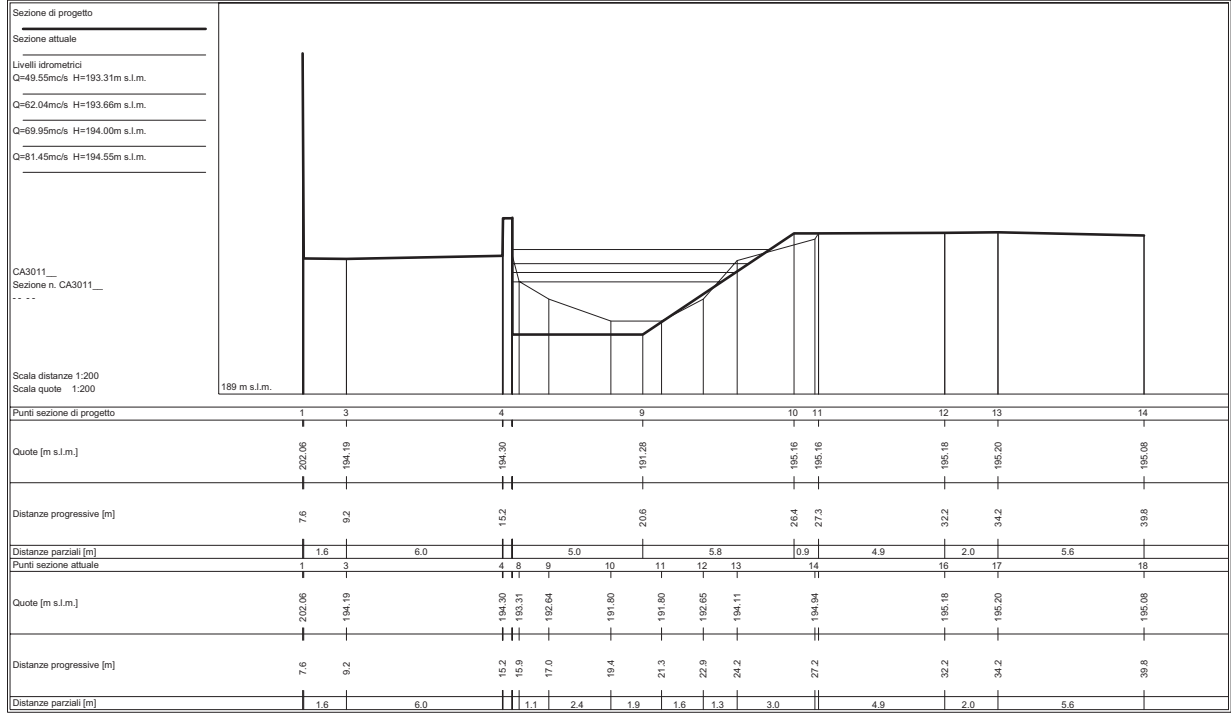 Sezione di progetto
Sezione attuale
Livelli idrometrici
Q=49.55mc/s H=193.31m s.l.m.
Q=62.04mc/s H=193.66m s.l.m.
Q=69.95mc/s H=194.00m s.l.m.
Q=81.45mc/s H=194.55m s.l.m.
CA3011__
Sezione n. CA3011__
-- --
Scala distanze 1:200
Scala quote 1:200
189 m s.l.m.
Punti sezione di progetto 1 3 4 9 10 11 12 13 14
Quote [m s.l.m.] 202.06 194.19 194.30 191.28 195.16 195.16 195.18 195.20 195.08
Distanze progressive [m] 7.6 9.2 15.2 20.6 26.4 27.3 32.2 34.2 39.8
Distanze parziali [m] 1.6 6.0 5.0 5.8 0.9 4.9 2.0 5.6
Punti sezione attuale 1 3 4 8 9 10 11 12 13 14 16 17 18
Quote [m s.l.m.] 202.06 194.19 194.30 193.31 192.64 191.80 191.80 192.65 194.11 194.94 195.18 195.20 195.08
Distanze progressive [m] 7.6 9.2 15.2 15.9 17.0 19.4 21.3 22.9 24.2 27.2 32.2 34.2 39.8
Distanze parziali [m] 1.6 6.0 1.1 2.4 1.9 1.6 1.3 3.0 4.9 2.0 5.6